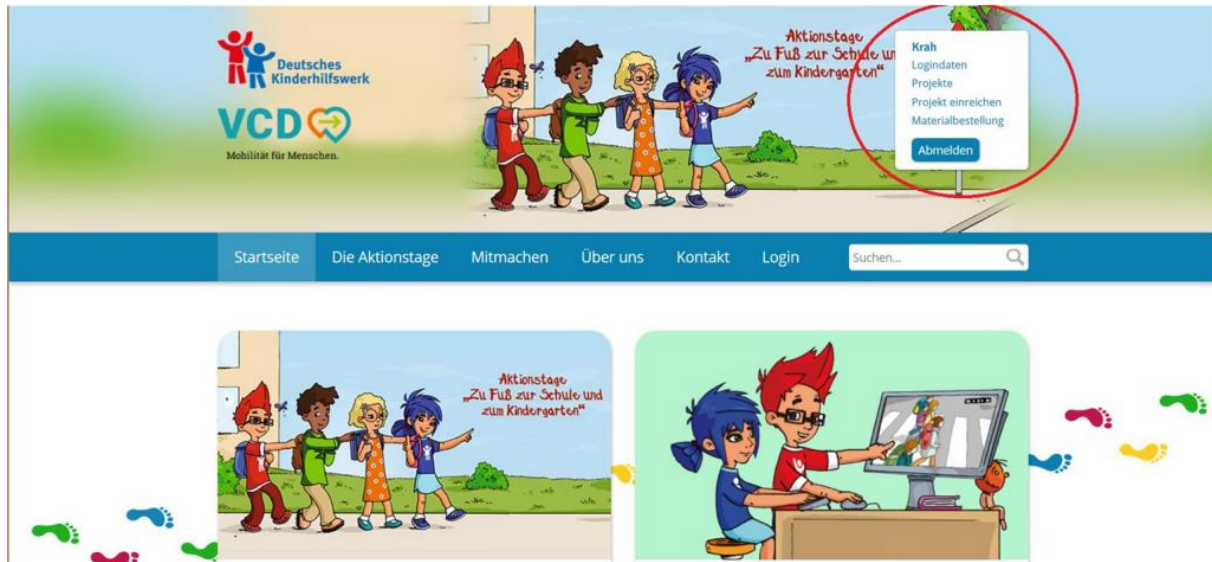 Deutsches
Kinderhilfswerk
VCD
Mobilität für Menschen.
Aktionstage
„Zu Fuß zur Schule un
zum Kindergarten“
Krah
Logindaten
Projekte
Projekt einreichen
Materialbestellung
Abmelden
Startseite Die Aktionstage Mitmachen Über uns Kontakt Login Suchen...
Aktionstage
„Zu Fuß zur Schule und
zum Kindergarten“